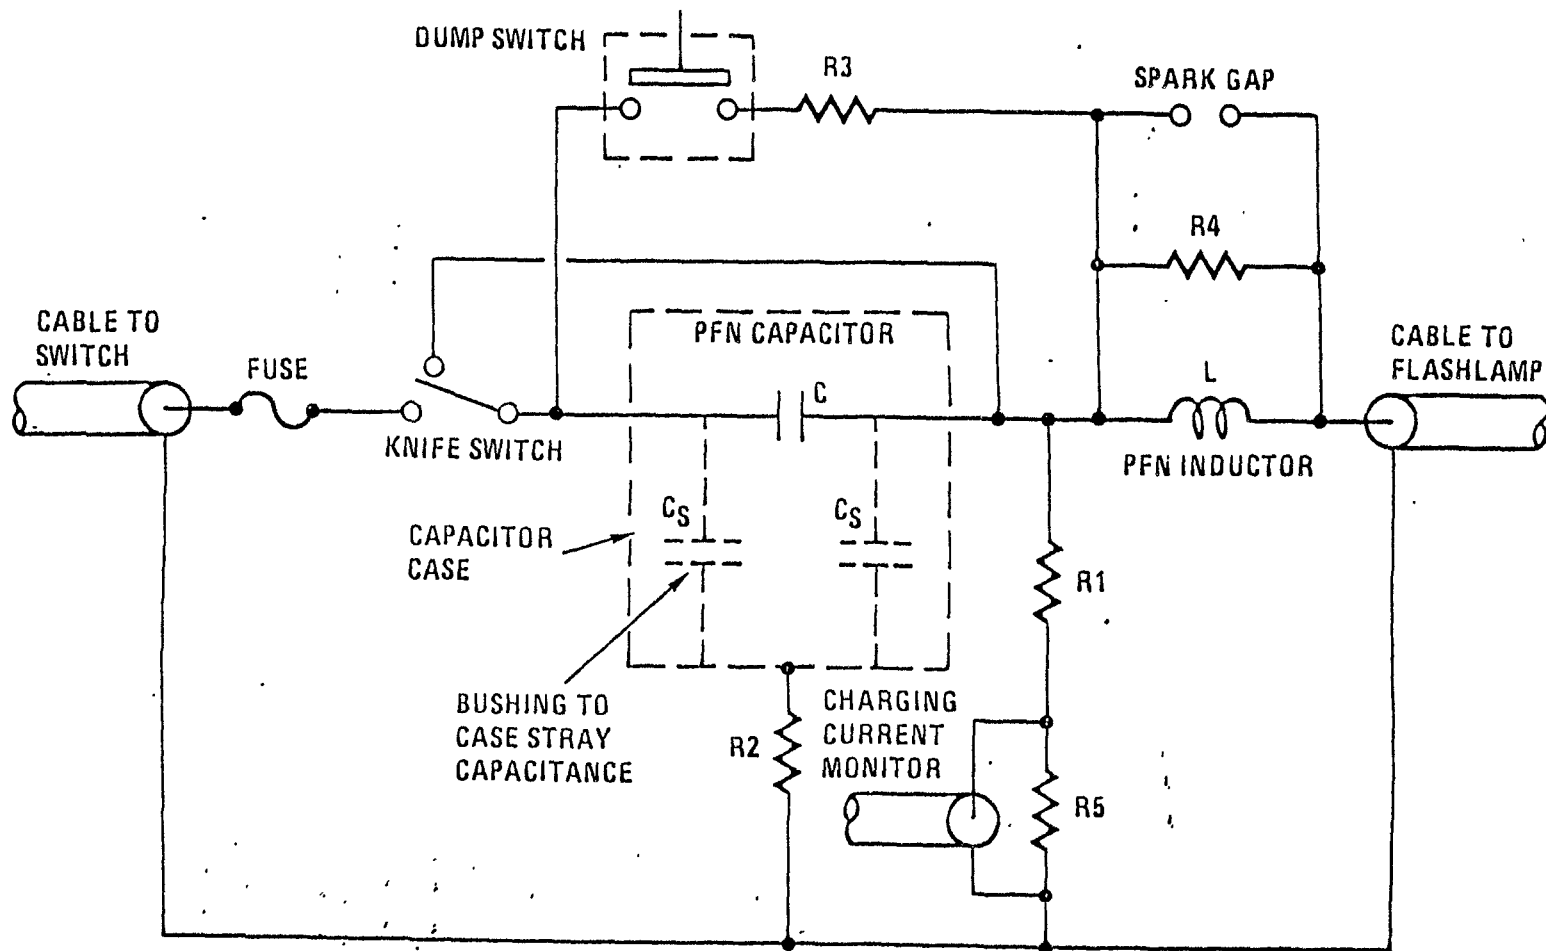 DUMP SWITCH
R3
SPARK GAP
R4
CABLE TO
SWITCH
FUSE
KNIFE SWITCH
PFN CAPACITOR
C
L
PFN INDUCTOR
CABLE TO
FLASHLAMP
CS
CS
CAPACITOR
CASE
R1
BUSHING TO
CASE STRAY
CAPACITANCE
R2
CHARGING
CURRENT
MONITOR
R5